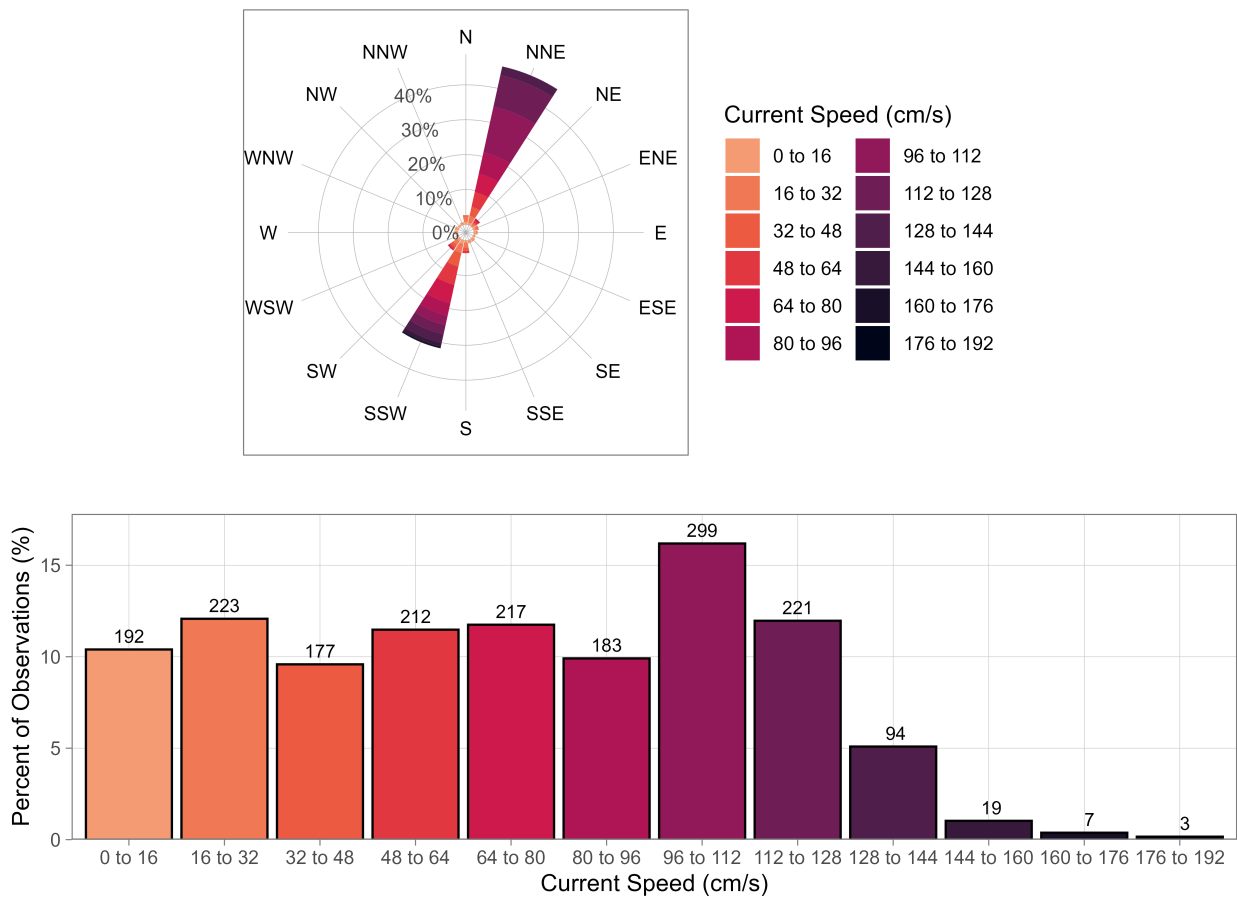 N
NNW
NNE
NW
NE
40%
30%
WNW
ENE
20%
10%
W
0%
E
WSW
ESE
SW
SE
SSW
SSE
S
Current Speed (cm/s)
0 to 16
96 to 112
16 to 32
112 to 128
32 to 48
128 to 144
48 to 64
144 to 160
64 to 80
160 to 176
80 to 96
176 to 192
Percent of Observations (%)
15
10
5
0
192
223
177
212
217
183
299
221
94
19
7
3
0 to 16
16 to 32
32 to 48
48 to 64
64 to 80
80 to 96
96 to 112
112 to 128
128 to 144
144 to 160
160 to 176
176 to 192
Current Speed (cm/s)